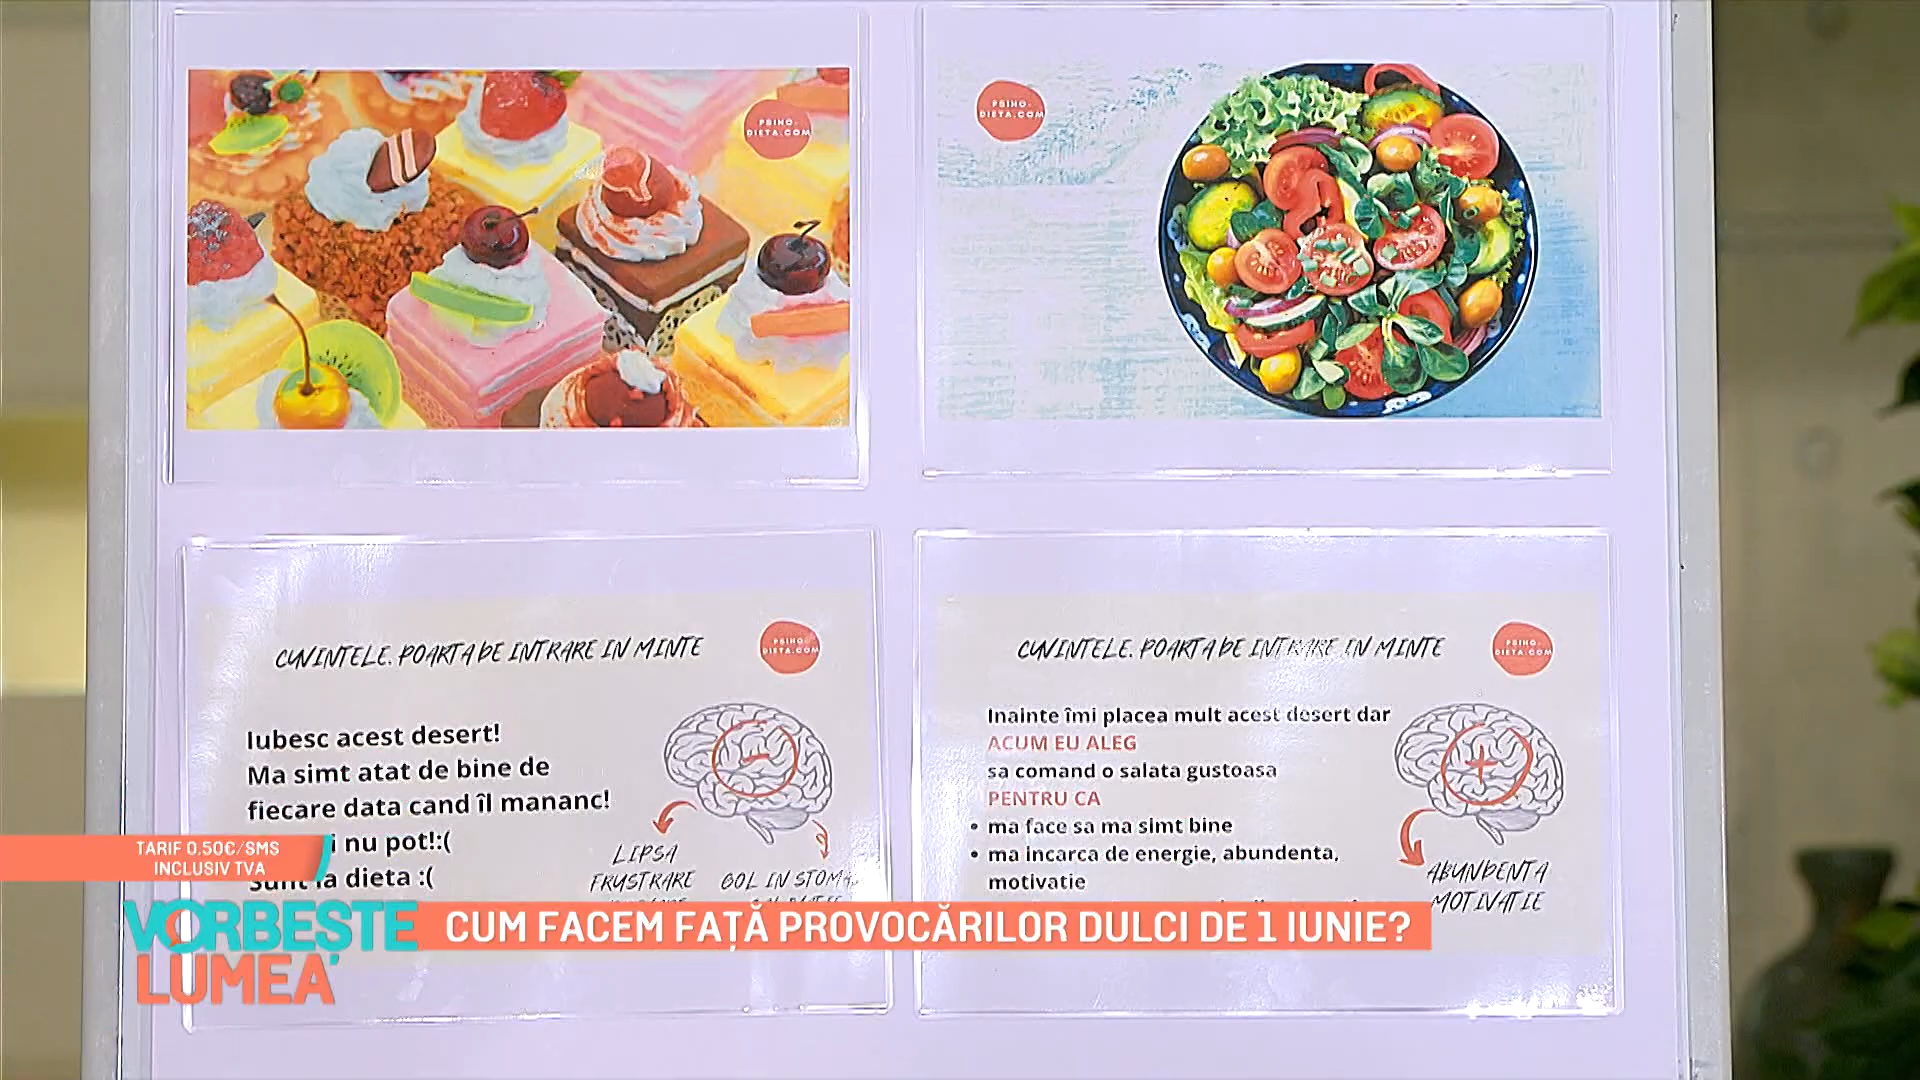 PSIHO-
DIETA.COM
PSIHO-
DIETA.COM
CUVINTELE. POARTA DE INTRARE IN MINTE
PSIHO-
DIETA.COM
Iubesc acest desert!
Ma simt atat de bine de
fiecare data cand îl mananc!
i nu pot!:(
Sunt la dieta :(
LIPSA
FRUSTRARE
GOL IN STOMA
CUVINTELE. POARTA DE INTRARE IN MINTE
PSIHO-
DIETA.COM
Inainte îmi placea mult acest desert dar
ACUM EU ALEG
sa comand o salata gustoasa
PENTRU CA
• ma face sa ma simt bine
• ma incarca de energie, abundenta,
motivatie
ABUNDENTA
MOTIVATIE
TARIF 0,50€/SMS
INCLUSIV TVA
VORBEȘTE
LUMEA
CUM FACEM FAȚĂ PROVOCĂRILOR DULCI DE 1 IUNIE?